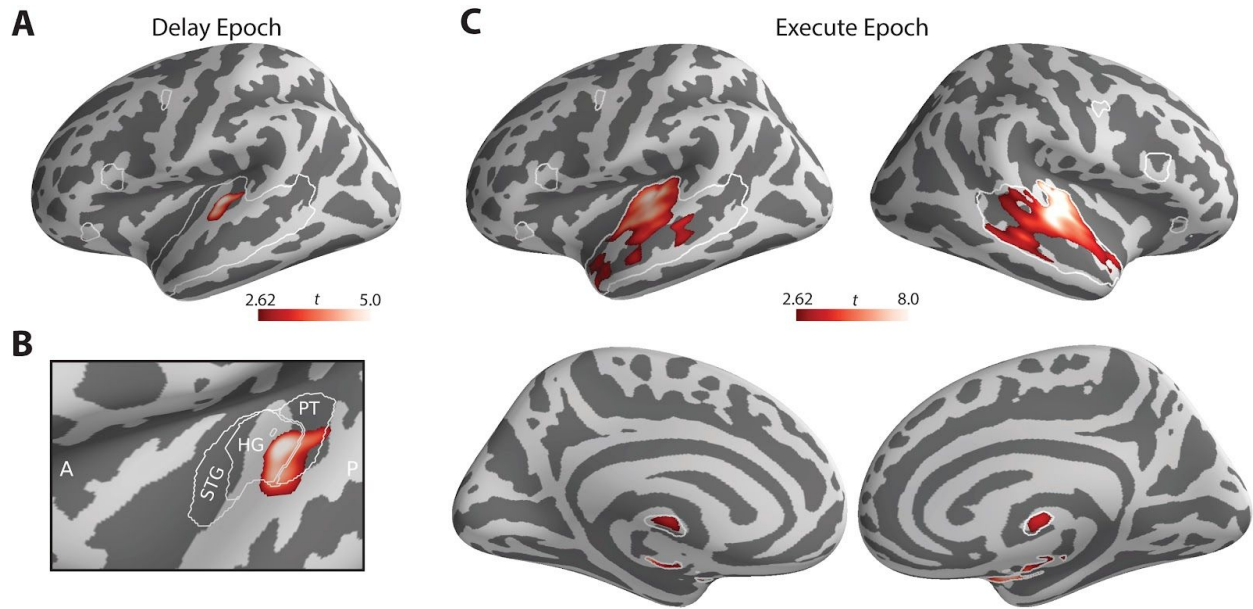 A
Delay Epoch
2.62 t 5.0
B
A
STG
HG
PT
P
C
Execute Epoch
2.62 t 8.0